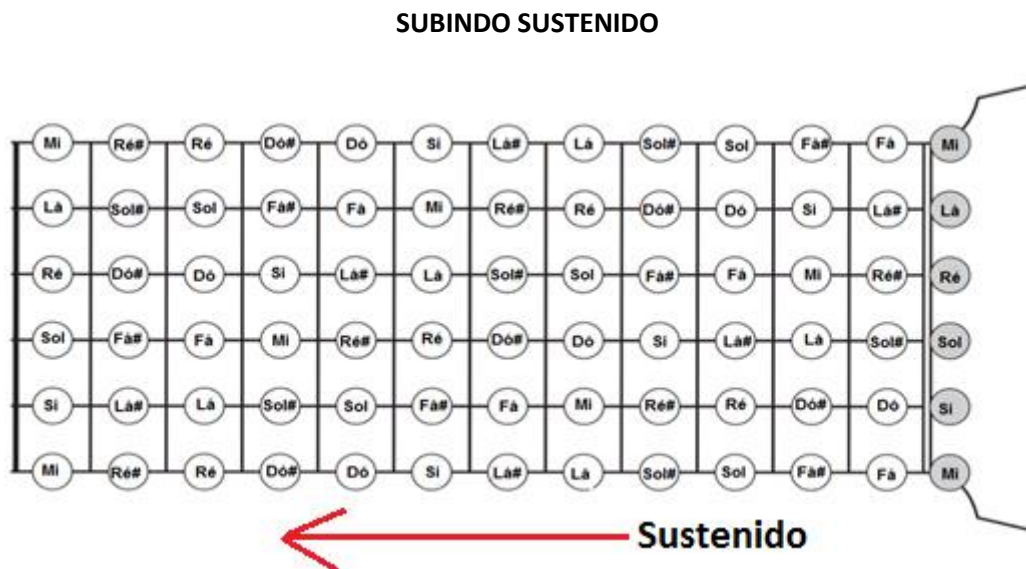 SUBINDO SUSTENIDO
Mi Ré# Ré Dó# Dó Si Lá# Lá Sol# Sol Fá# Fá Mi
Lá Sol# Sol Fá# Fá Mi Ré# Ré Dó# Dó Si Lá# Lá
Ré Dó# Dó Si Lá# Lá Sol# Sol Fá# Fá Mi Ré# Ré
Sol Fá# Fá Mi Ré# Ré Dó# Dó Si Lá# Lá Sol# Sol
Si Lá# Lá Sol# Sol Fá# Fá Mi Ré# Ré Dó# Dó Si
Mi Ré# Ré Dó# Dó Si Lá# Lá Sol# Sol Fá# Fá Mi
Sustenido